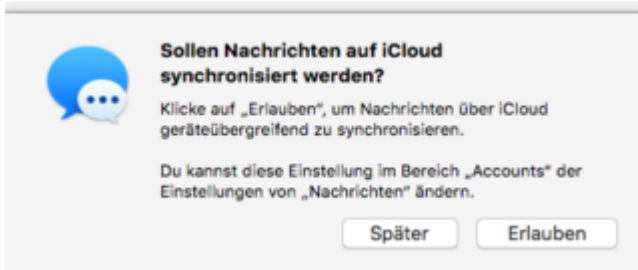 Sollen Nachrichten auf iCloud
synchronisiert werden?
Klicke auf „Erlauben“, um Nachrichten über iCloud
geräteübergreifend zu synchronisieren.
Du kannst diese Einstellung im Bereich „Accounts“ der
Einstellungen von „Nachrichten“ ändern.
Später Erlauben